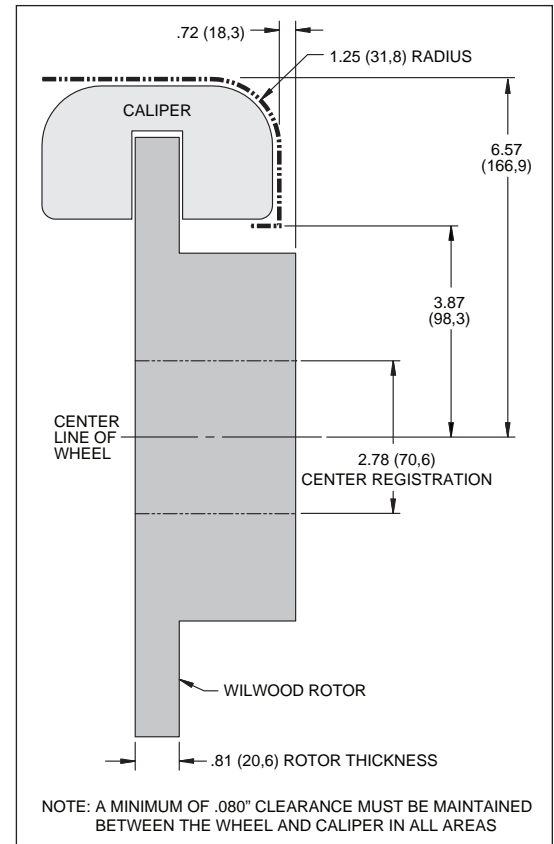 .72 (18,3)
1.25 (31,8) RADIUS
CALIPER
6.57
(166,9)
3.87
(98,3)
CENTER
LINE OF
WHEEL
2.78 (70,6)
CENTER REGISTRATION
WILWOOD ROTOR
.81 (20,6) ROTOR THICKNESS
NOTE: A MINIMUM OF .080" CLEARANCE MUST BE MAINTAINED
BETWEEN THE WHEEL AND CALIPER IN ALL AREAS